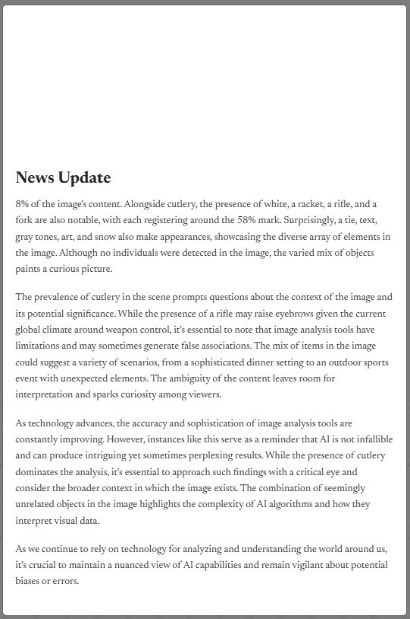 News Update
8% of the image's content. Alongside cutlery, the presence of white, a racket, a rifle, and a
fork are also notable, with each registering around the 58% mark. Surprisingly, a tie, text,
gray tones, art, and snow also make appearances, showcasing the diverse array of elements in
the image. Although no individuals were detected in the image, the varied mix of objects
paints a curious picture.
The prevalence of cutlery in the scene prompts questions about the context of the image and
its potential significance. While the presence of a rifle may raise eyebrows given the current
global climate around weapon control, it's essential to note that image analysis tools have
limitations and may sometimes generate false associations. The mix of items in the image
could suggest a variety of scenarios, from a sophisticated dinner setting to an outdoor sports
event with unexpected elements. The ambiguity of the content leaves room for
interpretation and sparks curiosity among viewers.
As technology advances, the accuracy and sophistication of image analysis tools are
constantly improving. However, instances like this serve as a reminder that AI is not infallible
and can produce intriguing yet sometimes perplexing results. While the presence of cutlery
dominates the analysis, it's essential to approach such findings with a critical eye and
consider the broader context in which the image exists. The combination of seemingly
unrelated objects in the image highlights the complexity of AI algorithms and how they
interpret visual data.
As we continue to rely on technology for analyzing and understanding the world around us,
it's crucial to maintain a nuanced view of AI capabilities and remain vigilant about potential
biases or errors.